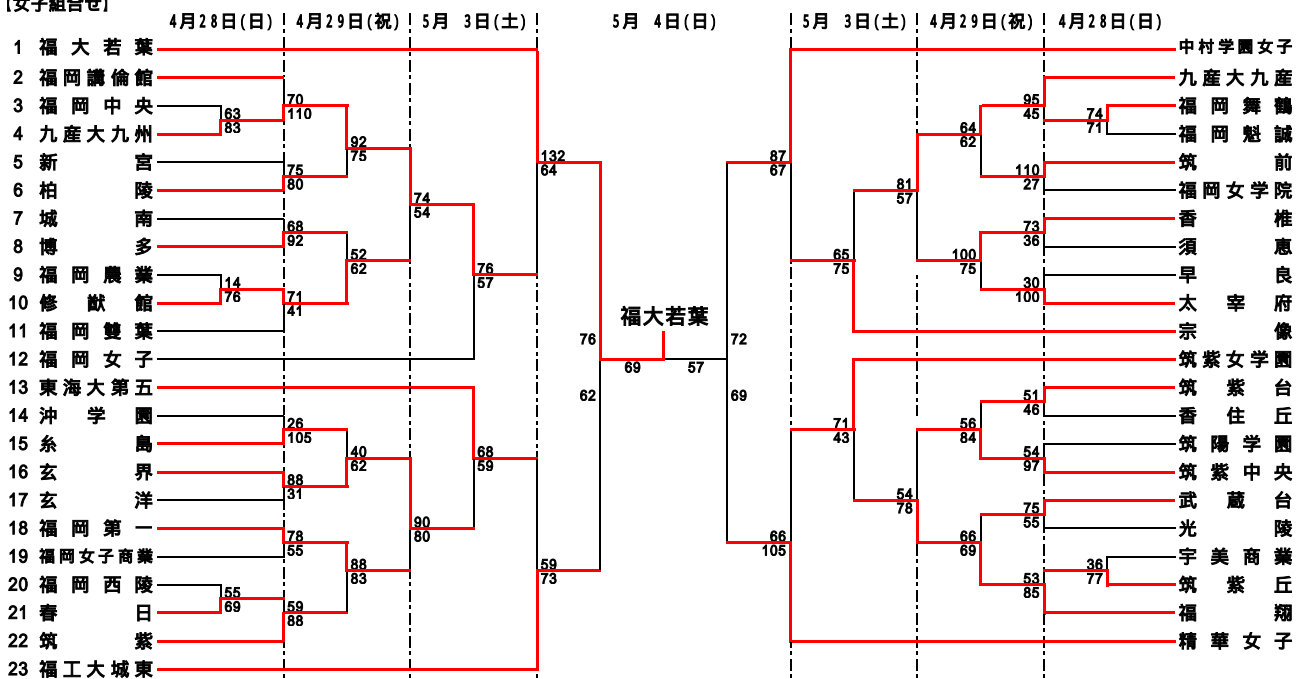 【女子組合せ】
4月28日(日) 4月29日(祝) 5月 3日(土) 5月 4日(日) 5月 3日(土) 4月29日(祝) 4月28日(日)
1 福大若葉 中村学園女子
2 福岡講倫館 九産大九産
70 95
3 福岡中央 63 110 45 74 福岡舞鶴
4 九産大九州 83 92 64 71 福岡魁誠
75 62
5 新宮 75 132 87 110 筑前
64 67
6 柏陵 80 74 81 27 福岡女学院
54 57
7 城南 68 73 香椎
8 博多 92 52 100 36 須恵
62 65 75
9 福岡農業 14 76 75 30 早良
57
10 修猷館 76 71 100 太宰府
41
11 福岡雙葉 福大若葉 宗像
76 72
12 福岡女子 69 57 筑紫女学園
13 東海大第五 62 69 筑紫台
51
14 沖学園 26 71 56 46 香住丘
43 84
15 糸島 105 40 68 54 筑陽学園
62 59 97
16 玄界 88 筑紫中央
31 54
17 玄洋 78 75 武蔵台
55
18 福岡第一 78 90 66 66 光陵
80 105 69
19 福岡女子商業 55 88 59 36 宇美商業
83 73 77
20 福岡西陵 55 53 筑紫丘
85
21 春日 69 59 福翔
88
22 筑紫 精華女子
23 福工大城東